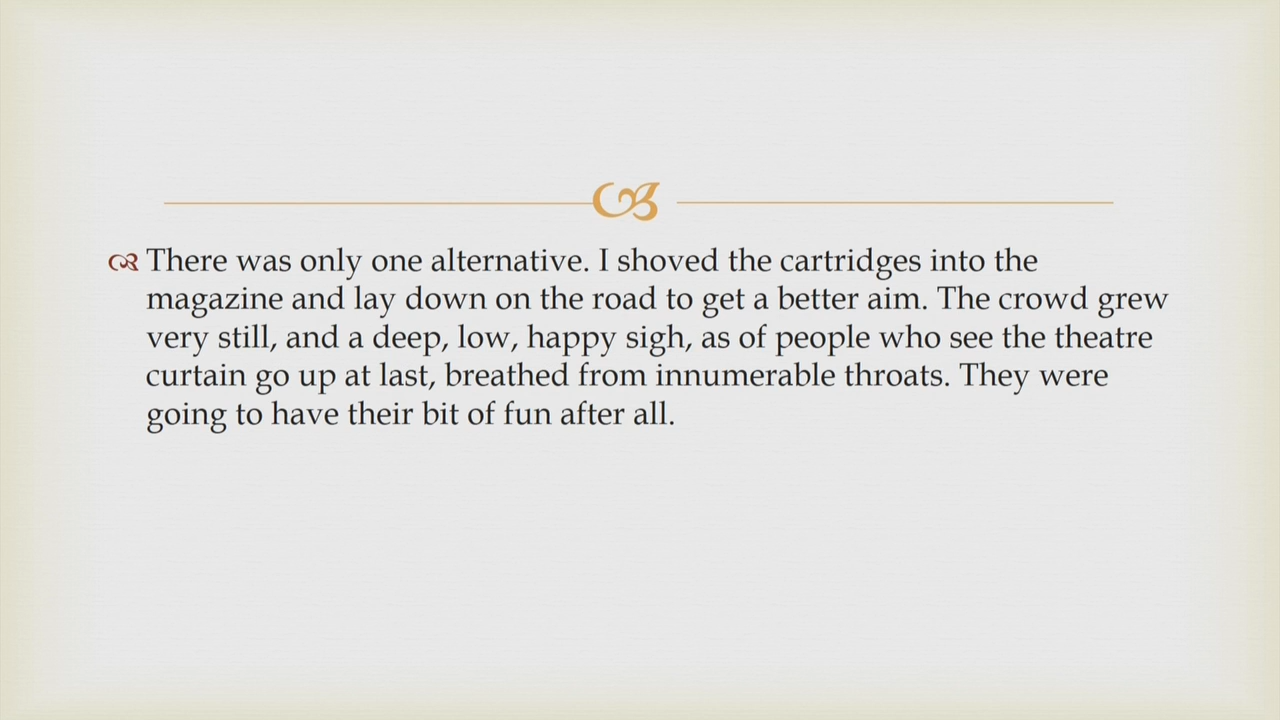 There was only one alternative. I shoved the cartridges into the
magazine and lay down on the road to get a better aim. The crowd grew
very still, and a deep, low, happy sigh, as of people who see the theatre
curtain go up at last, breathed from innumerable throats. They were
going to have their bit of fun after all.